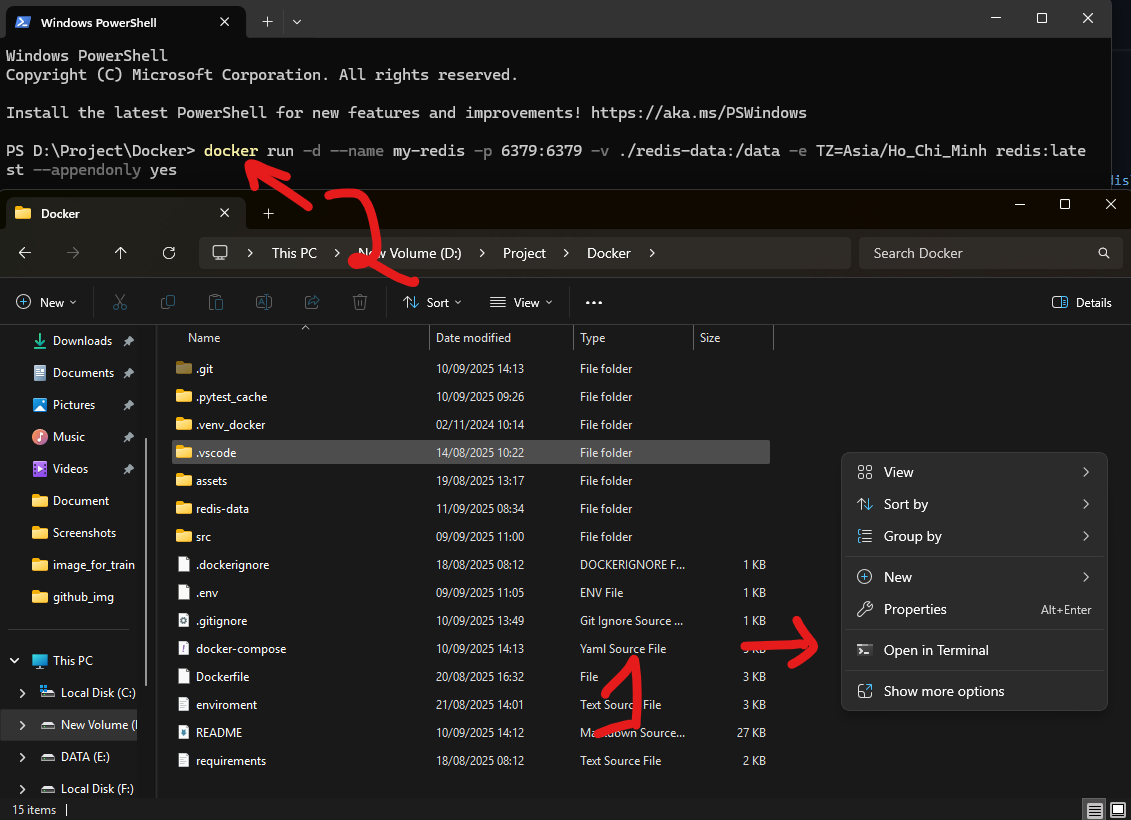 Windows PowerShell
Windows PowerShell
Copyright (C) Microsoft Corporation. All rights reserved.
Install the latest PowerShell for new features and improvements! https://aka.ms/PSWindows
PS D:\Project\Docker> docker run -d --name my-redis -p 6379:6379 -v ./redis-data:/data -e TZ=Asia/Ho_Chi_Minh redis:late
st --appendonly yes
dis
Docker
2
This PC > New Volume (D:) > Project > Docker >
Search Docker
New
Sort
View
Details
Name Date modified Type Size
Downloads
Documents
Pictures
Music
Videos
Document
Screenshots
image_for_train
github_img
This PC
Local Disk (C:)
New Volume (
DATA (E:)
Local Disk (F:)
.git 10/09/2025 14:13 File folder
.pytest_cache 10/09/2025 09:26 File folder
.venv_docker 02/11/2024 10:14 File folder
.vscode 14/08/2025 10:22 File folder
assets 19/08/2025 13:17 File folder
redis-data 11/09/2025 08:34 File folder
src 09/09/2025 11:00 File folder
.dockerignore 18/08/2025 08:12 DOCKERIGNORE F... 1 KB
.env 09/09/2025 11:05 ENV File 1 KB
.gitignore 10/09/2025 13:49 Git Ignore Source ... 1 KB
docker-compose 10/09/2025 14:13 Yaml Source File KB
Dockerfile 20/08/2025 16:32 File 3 KB
enviroment 21/08/2025 14:01 Text Source File 3 KB
README 10/09/2025 14:12 Markdown Source... 27 KB
requirements 18/08/2025 08:12 Text Source File 2 KB
1
View
Sort by
Group by
New
Properties Alt+Enter
Open in Terminal
Show more options
15 items